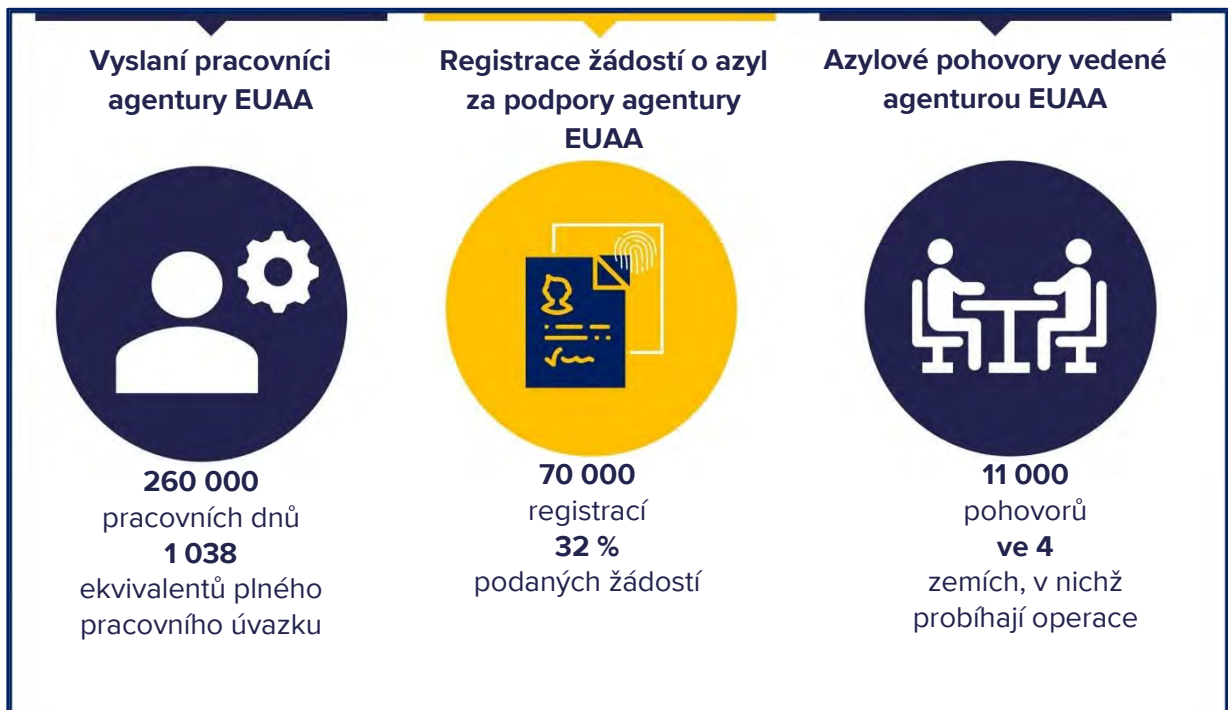 Vyslaní pracovníci
agentury EUAA
260 000
pracovních dnů
1 038
ekvivalentů plného
pracovního úvazku
Registrace žádostí o azyl
za podpory agentury
EUAA
70 000
registrací
32 %
podaných žádostí
Azylové pohovory vedené
agenturou EUAA
11 000
pohovorů
ve 4
zemích, v nichž
probíhají operace